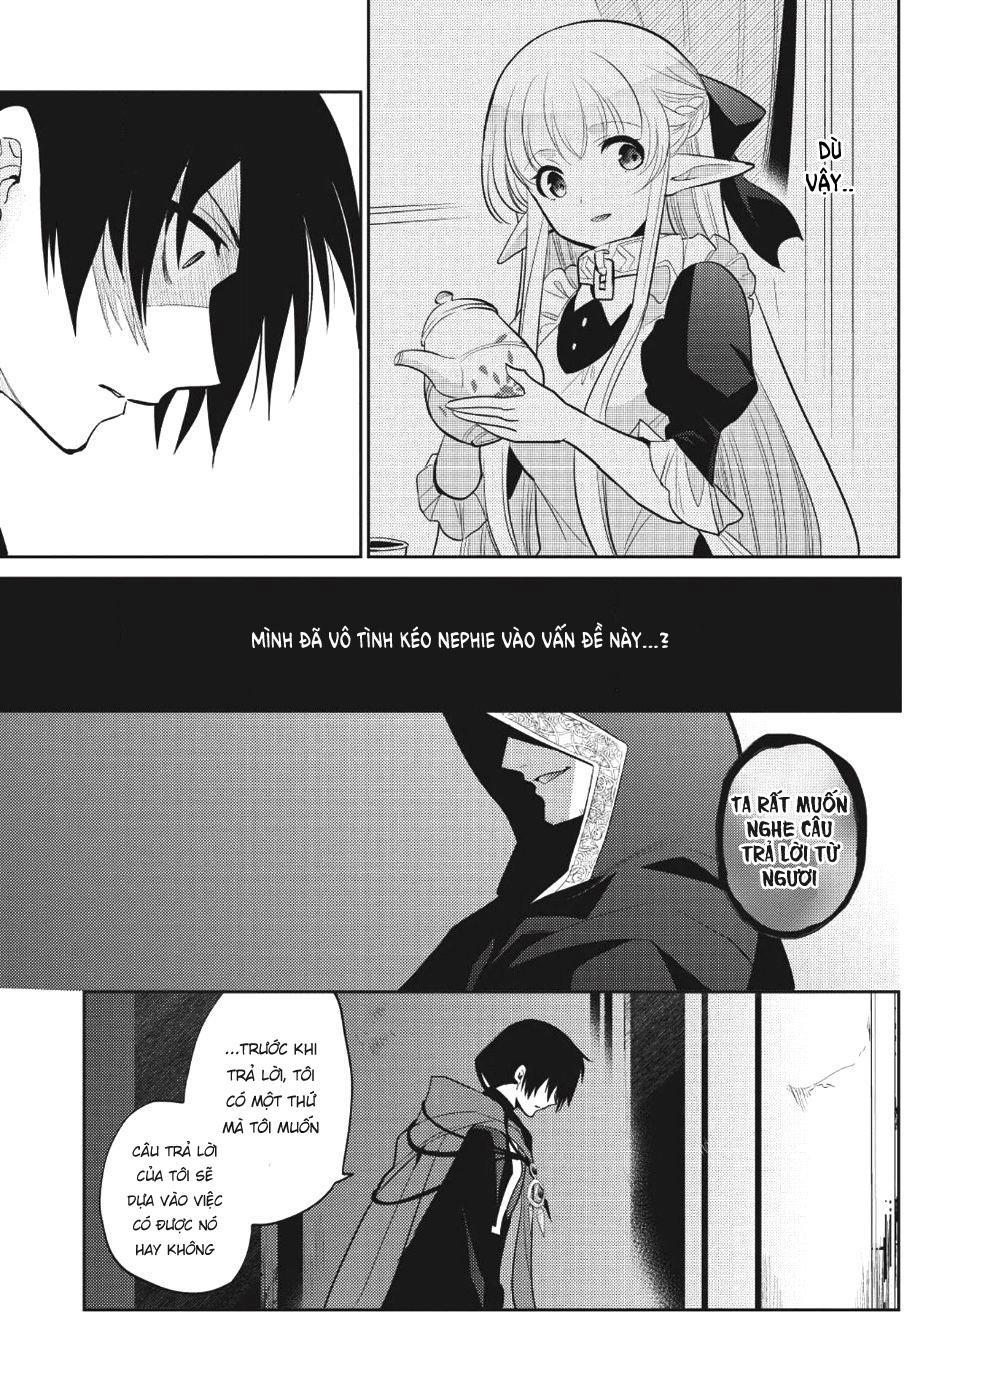 DÙ
VẬY..
MÌNH ĐÃ VÔ TÌNH KÉO NEPHIE VÀO VẤN ĐỀ NÀY...?
TA RẤT MUỐN
NGHE CÂU
TRẢ LỜI TỪ
NGƯƠI
...TRƯỚC KHI
TRẢ LỜI, TÔI
CÓ MỘT THỨ
MÀ TÔI MUỐN
CÂU TRẢ LỜI
CỦA TÔI SẼ
DỰA VÀO VIỆC
CÓ ĐƯỢC NÓ
HAY KHÔNG